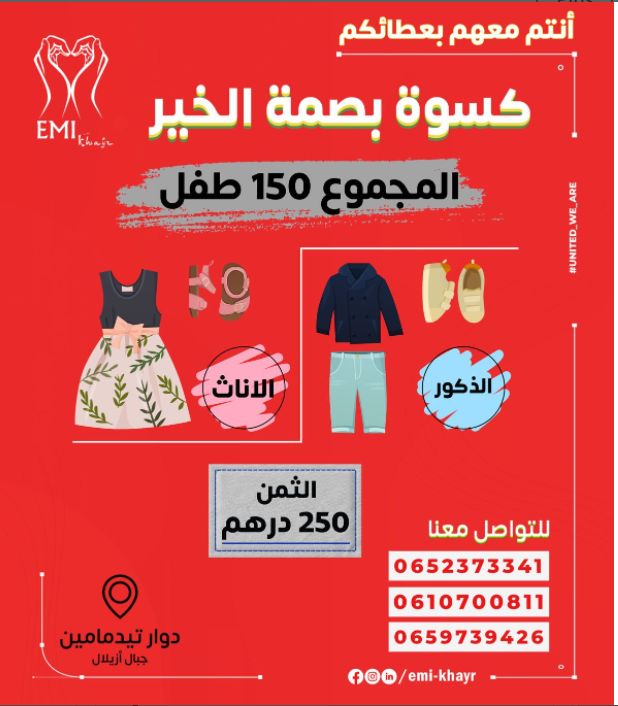 أنتم معهم بعطائكم
EMI
khayr
كسوة بصمة الخير
المجموع 150 طفل
#UNITED_WE_ARE
الذكور
الاناث
الثمن
250 درهم
للتواصل معنا
0652373341
0610700811
0659739426
دوار تيدمامين
جبال أزيلال
/emi-khayr